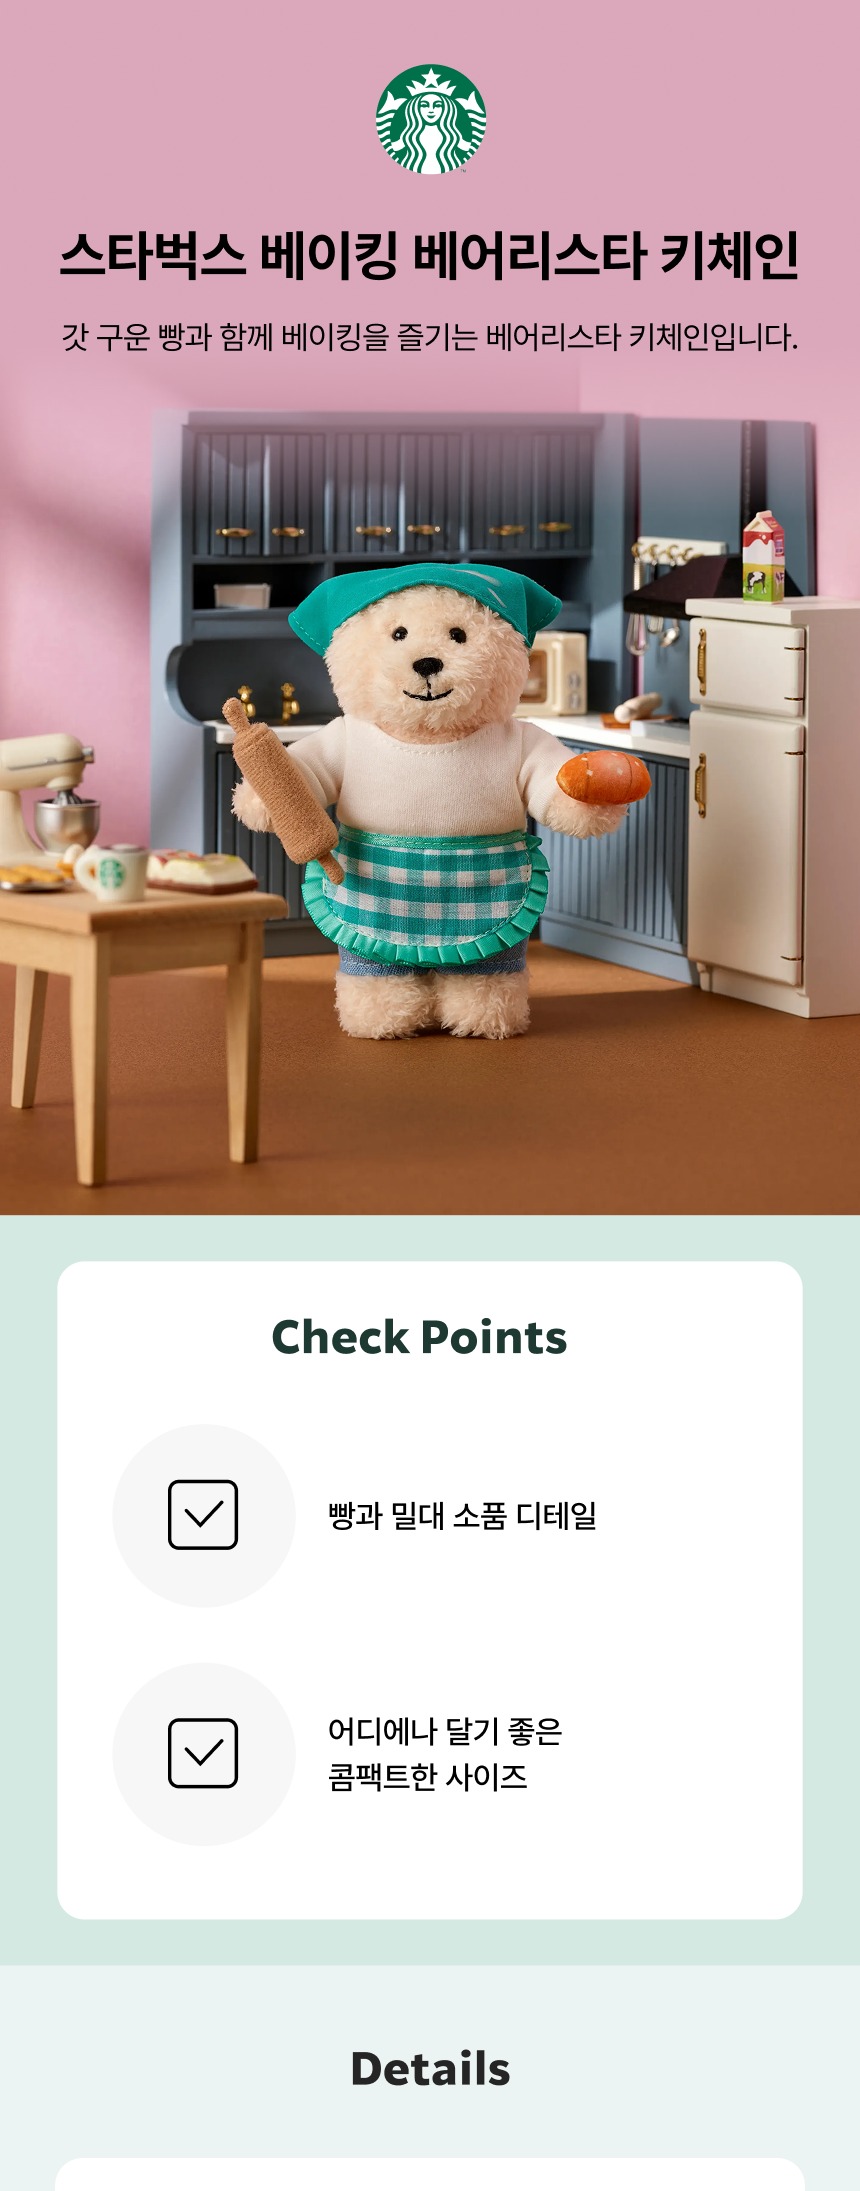 스타벅스 베이킹 베어리스타 키체인
갓 구운 빵과 함께 베이킹을 즐기는 베어리스타 키체인입니다.
Check Points
빵과 밀대 소품 디테일
어디에나 달기 좋은
콤팩트한 사이즈
Details